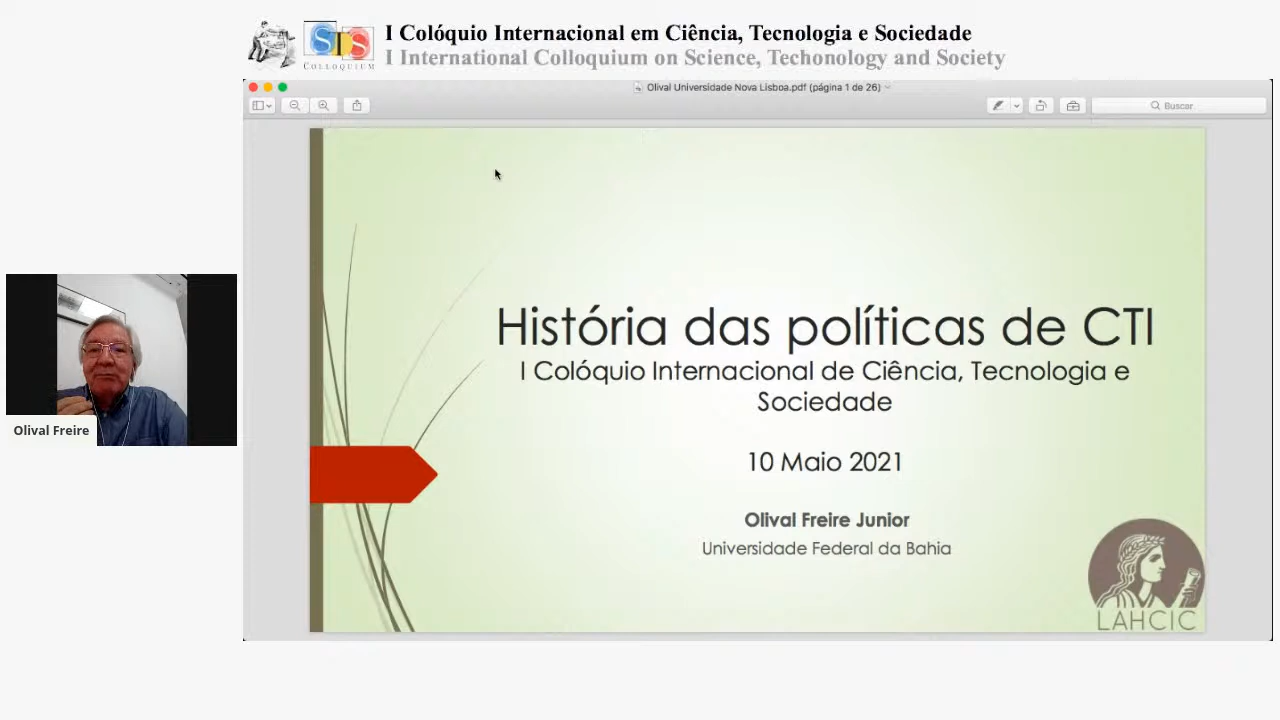 STS
COLLOQUIUM
I Colóquio Internacional em Ciência, Tecnologia e Sociedade
I International Colloquium on Science, Techonology and Society
Olival Universidade Nova Lisboa.pdf (página 1 de 26)
Buscar
História das políticas de CTI
I Colóquio Internacional de Ciência, Tecnologia e
Sociedade
10 Maio 2021
Olival Freire Junior
Universidade Federal da Bahia
LAHCIC
Olival Freire